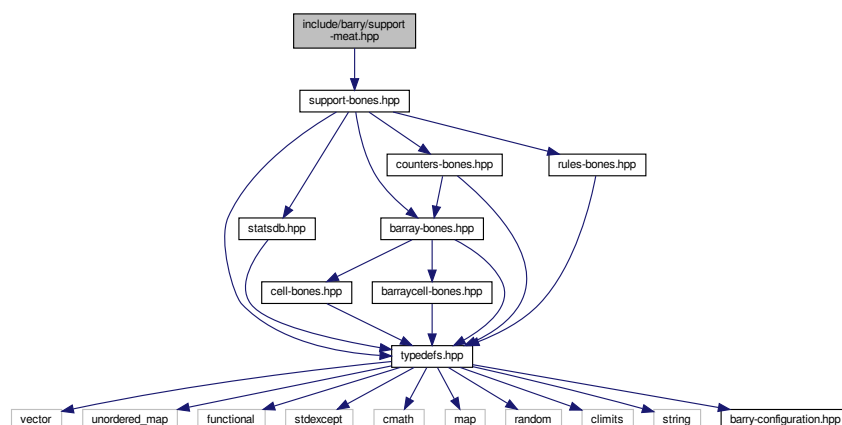 include/barry/support
-meat.hpp
support-bones.hpp
counters-bones.hpp
rules-bones.hpp
statsdb.hpp
barray-bones.hpp
cell-bones.hpp
barraycell-bones.hpp
typedefs.hpp
vector
unordered_map
functional
stdexcept
cmath
map
random
climits
string
barry-configuration.hpp